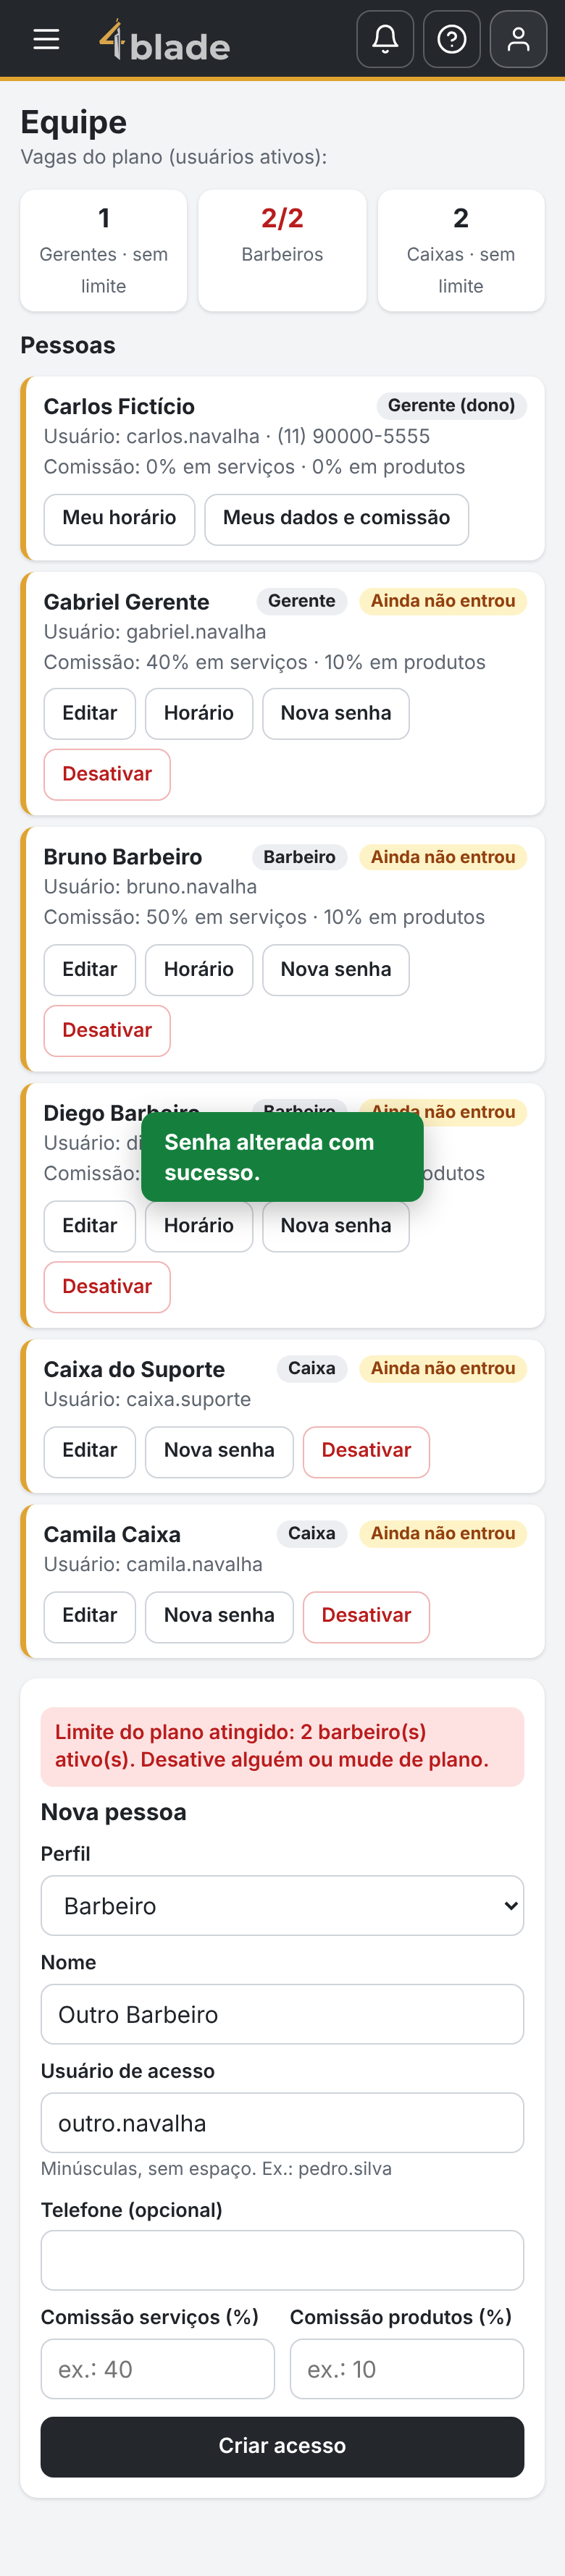 4blade
Equipe
Vagas do plano (usuários ativos):
1
Gerentes · sem
limite
2/2
Barbeiros
2
Caixas · sem
limite
Pessoas
Carlos Fictício
Gerente (dono)
Usuário: carlos.navalha · (11) 90000-5555
Comissão: 0% em serviços · 0% em produtos
Meu horário
Meus dados e comissão
Gabriel Gerente
Gerente
Ainda não entrou
Usuário: gabriel.navalha
Comissão: 40% em serviços · 10% em produtos
Editar
Horário
Nova senha
Desativar
Bruno Barbeiro
Barbeiro
Ainda não entrou
Usuário: bruno.navalha
Comissão: 50% em serviços · 10% em produtos
Editar
Horário
Nova senha
Desativar
Diego Barbeiro
Barbeiro
Ainda não entrou
Usuário: di
Comissão:
odutos
Senha alterada com
sucesso.
Editar
Horário
Nova senha
Desativar
Caixa do Suporte
Caixa
Ainda não entrou
Usuário: caixa.suporte
Editar
Nova senha
Desativar
Camila Caixa
Caixa
Ainda não entrou
Usuário: camila.navalha
Editar
Nova senha
Desativar
Limite do plano atingido: 2 barbeiro(s)
ativo(s). Desative alguém ou mude de plano.
Nova pessoa
Perfil
Barbeiro
Nome
Outro Barbeiro
Usuário de acesso
outro.navalha
Minúsculas, sem espaço. Ex.: pedro.silva
Telefone (opcional)
Comissão serviços (%)
Comissão produtos (%)
ex.: 40
ex.: 10
Criar acesso